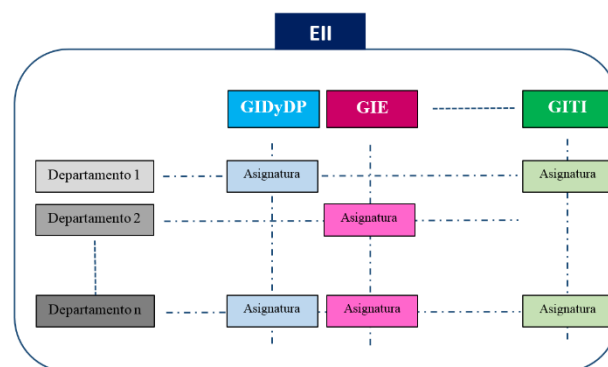 EII
GIDyDP GIE GITI
Departamento 1 Asignatura Asignatura
Departamento 2 Asignatura
Departamento n Asignatura Asignatura Asignatura